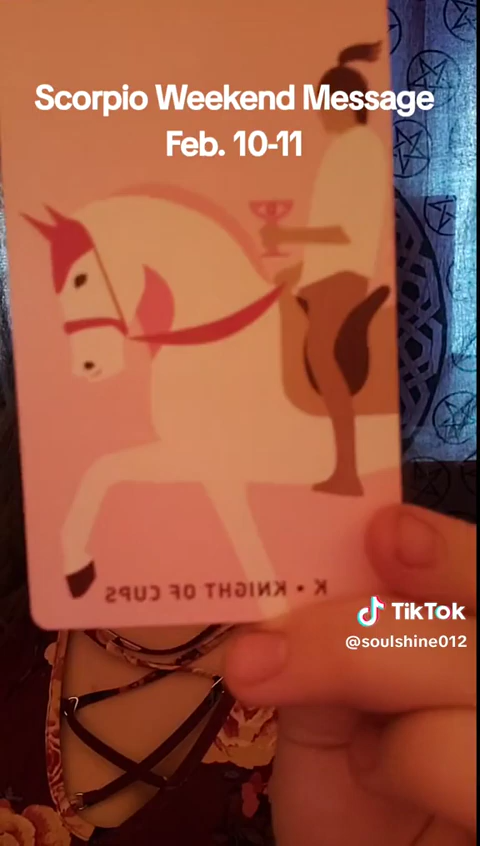 Scorpio Weekend Message
Feb. 10-11
K • KNIGHT OF CUPS
TikTok
@soulshine012